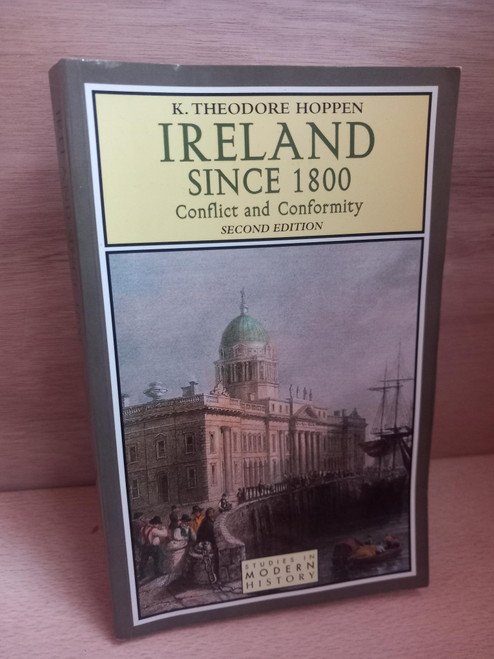 K. THEODORE HOPPEN
IRELAND
SINCE 1800
Conflict and Conformity
SECOND EDITION
STUDIES IN
MODERN
HISTORY